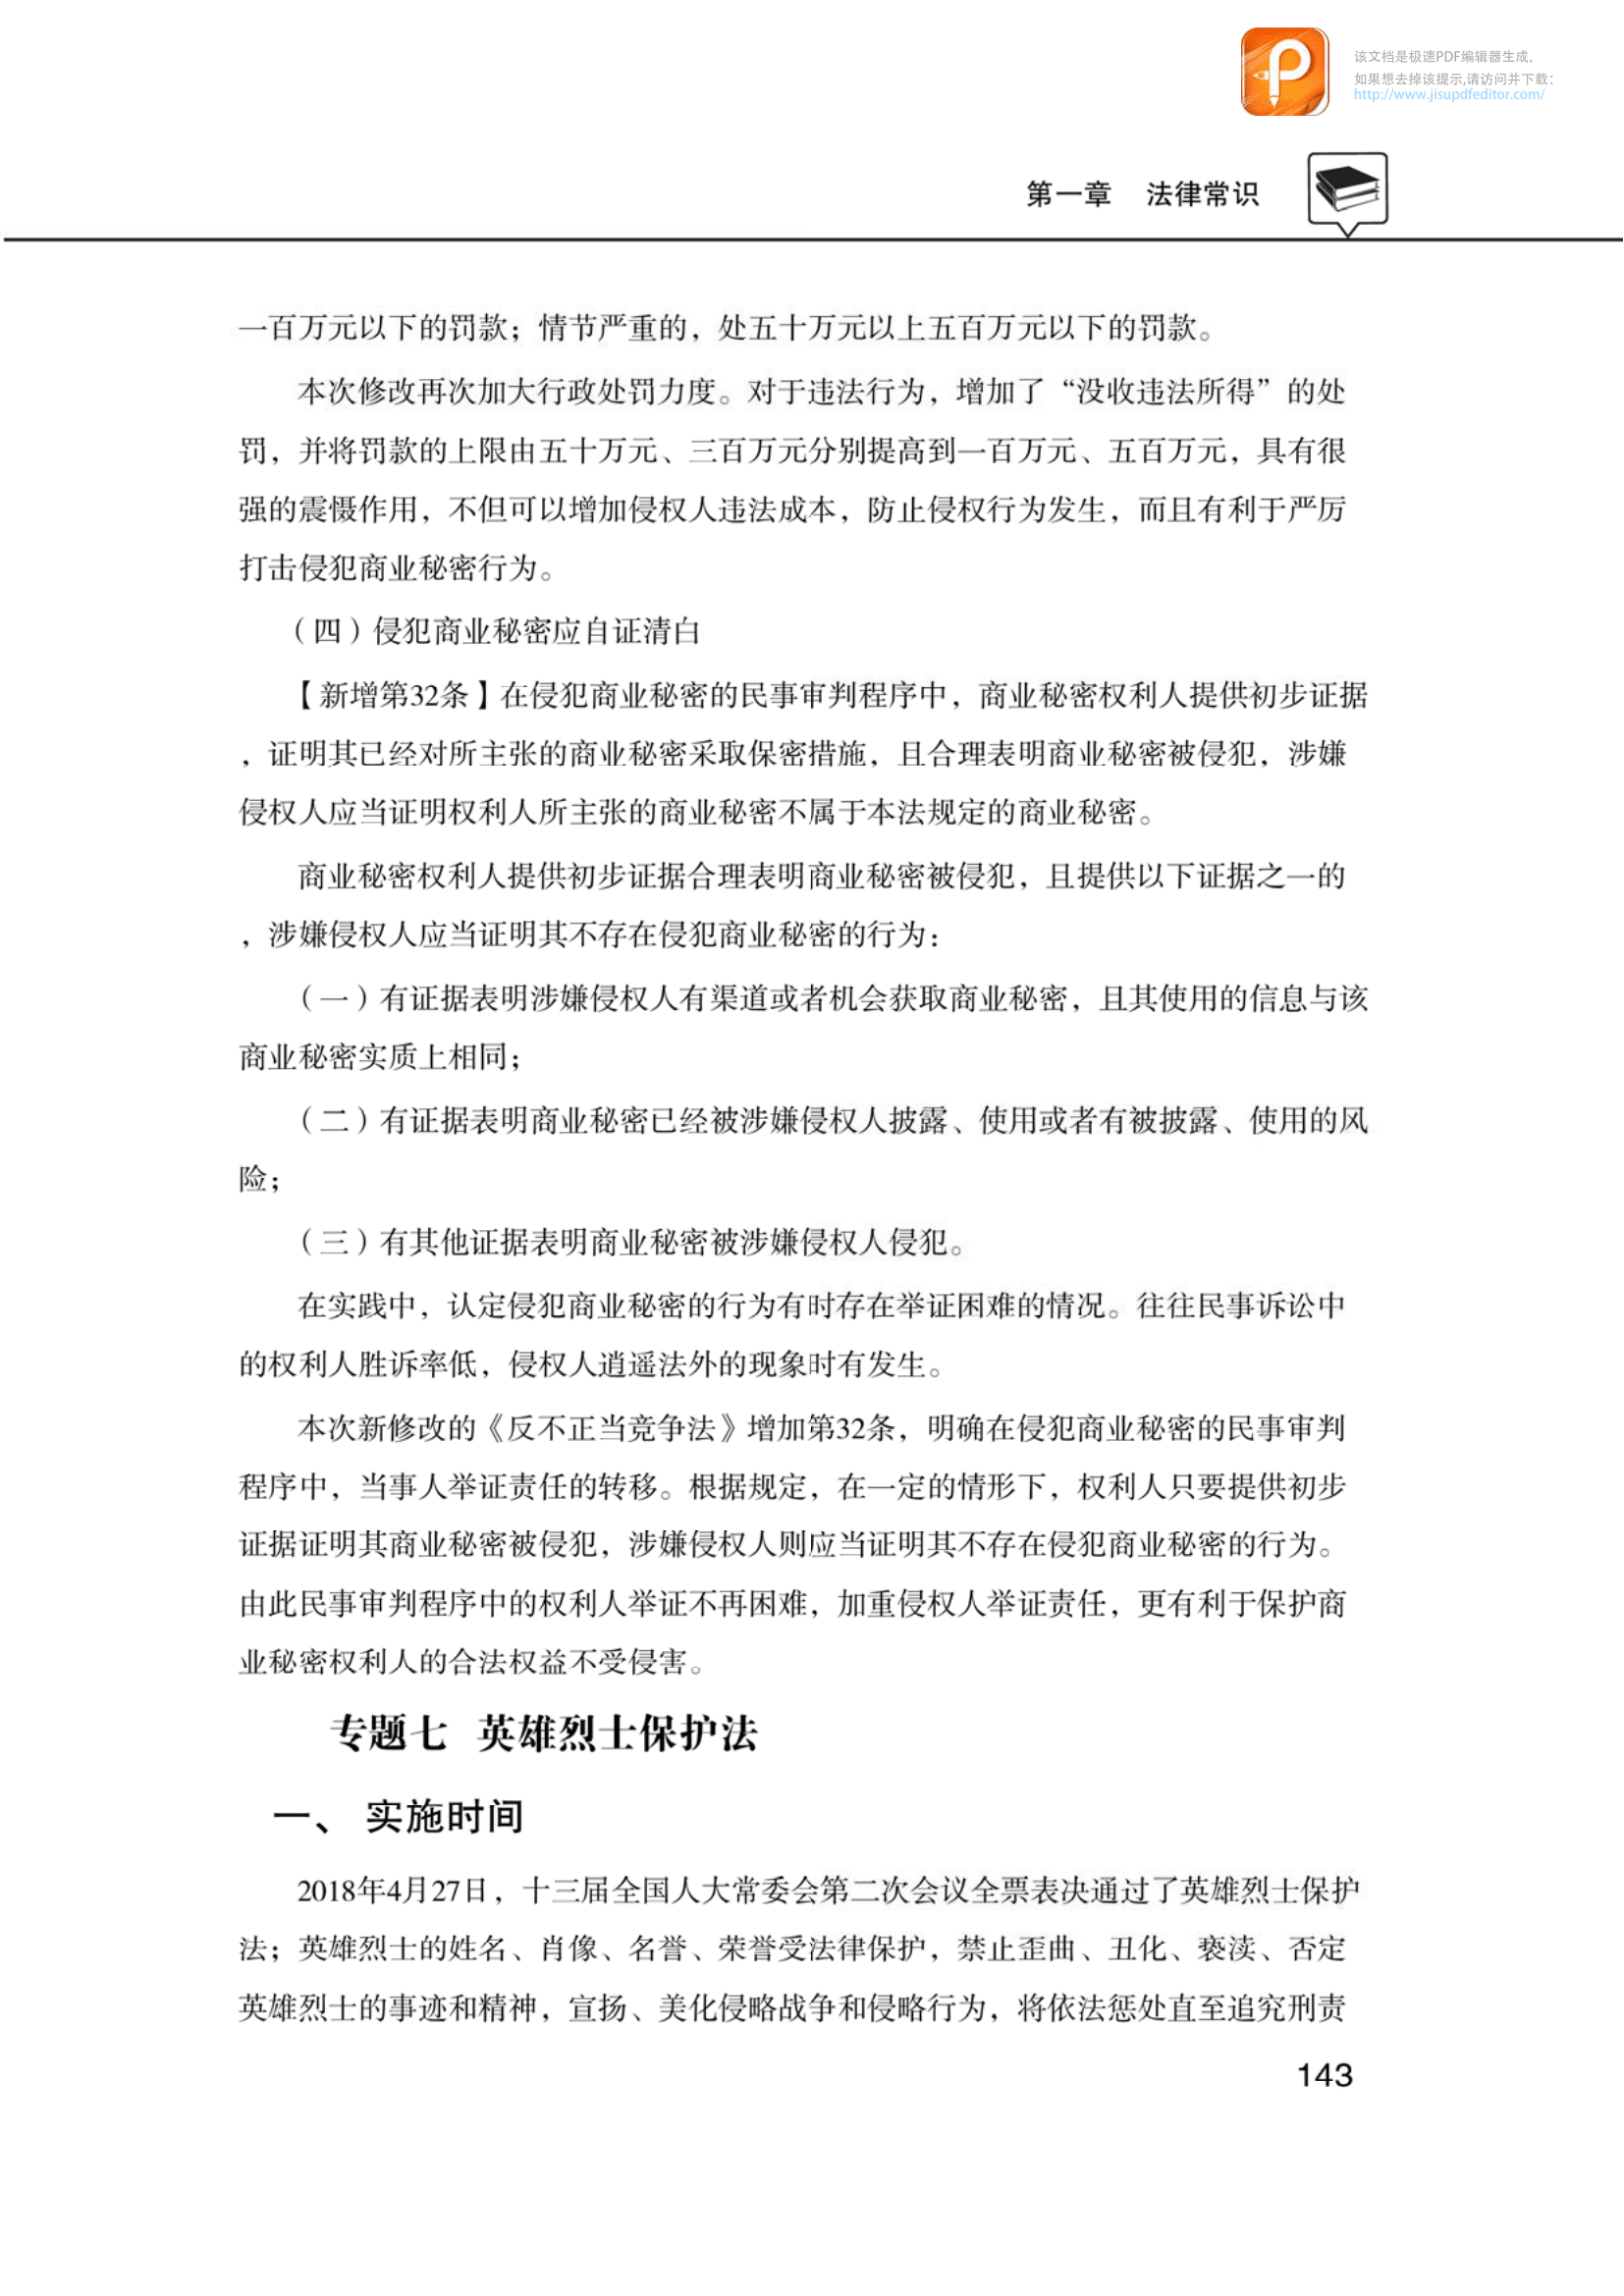 该文档是极速PDF编辑器生成,
如果想去掉该提示,请访问并下载:
http://www.jisupdfeditor.com/
第一章 法律常识
一百万元以下的罚款；情节严重的，处五十万元以上五百万元以下的罚款。
本次修改再次加大行政处罚力度。对于违法行为，增加了“没收违法所得”的处
罚，并将罚款的上限由五十万元、三百万元分别提高到一百万元、五百万元，具有很
强的震慑作用，不但可以增加侵权人违法成本，防止侵权行为发生，而且有利于严厉
打击侵犯商业秘密行为。
（四）侵犯商业秘密应自证清白
【新增第32条】在侵犯商业秘密的民事审判程序中，商业秘密权利人提供初步证据
，证明其已经对所主张的商业秘密采取保密措施，且合理表明商业秘密被侵犯，涉嫌
侵权人应当证明权利人所主张的商业秘密不属于本法规定的商业秘密。
商业秘密权利人提供初步证据合理表明商业秘密被侵犯，且提供以下证据之一的
，涉嫌侵权人应当证明其不存在侵犯商业秘密的行为：
（一）有证据表明涉嫌侵权人有渠道或者机会获取商业秘密，且其使用的信息与该
商业秘密实质上相同；
（二）有证据表明商业秘密已经被涉嫌侵权人披露、使用或者有被披露、使用的风
险；
（三）有其他证据表明商业秘密被涉嫌侵权人侵犯。
在实践中，认定侵犯商业秘密的行为有时存在举证困难的情况。往往民事诉讼中
的权利人胜诉率低，侵权人逍遥法外的现象时有发生。
本次新修改的《反不正当竞争法》增加第32条，明确在侵犯商业秘密的民事审判
程序中，当事人举证责任的转移。根据规定，在一定的情形下，权利人只要提供初步
证据证明其商业秘密被侵犯，涉嫌侵权人则应当证明其不存在侵犯商业秘密的行为。
由此民事审判程序中的权利人举证不再困难，加重侵权人举证责任，更有利于保护商
业秘密权利人的合法权益不受侵害。
专题七 英雄烈士保护法
一、 实施时间
2018年4月27日，十三届全国人大常委会第二次会议全票表决通过了英雄烈士保护
法；英雄烈士的姓名、肖像、名誉、荣誉受法律保护，禁止歪曲、丑化、亵渎、否定
英雄烈士的事迹和精神，宣扬、美化侵略战争和侵略行为，将依法惩处直至追究刑责
143